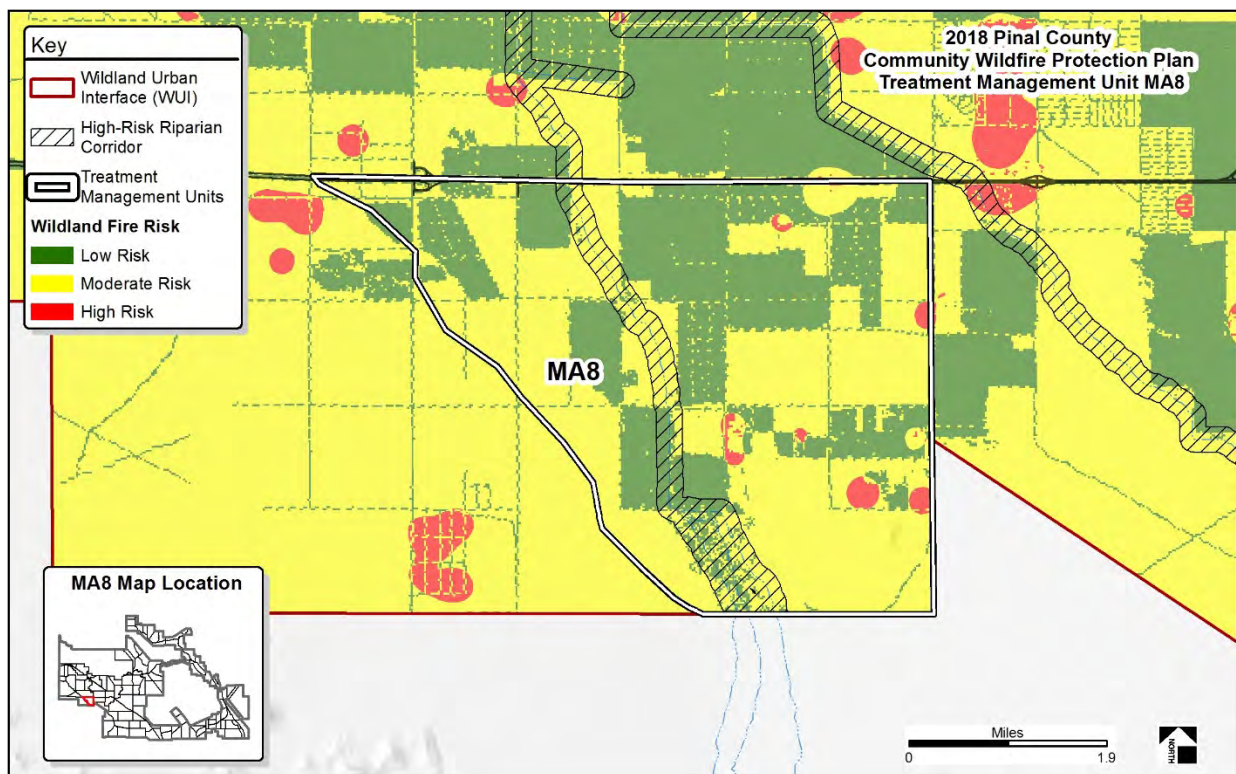 Key
Wildland Urban
Interface (WUI)
High-Risk Riparian
Corridor
Treatment
Management Units
Wildland Fire Risk
Low Risk
Moderate Risk
High Risk
2018 Pinal County
Community Wildfire Protection Plan
Treatment Management Unit MA8
MA8
MA8 Map Location
Miles
0
1.9
NORTH